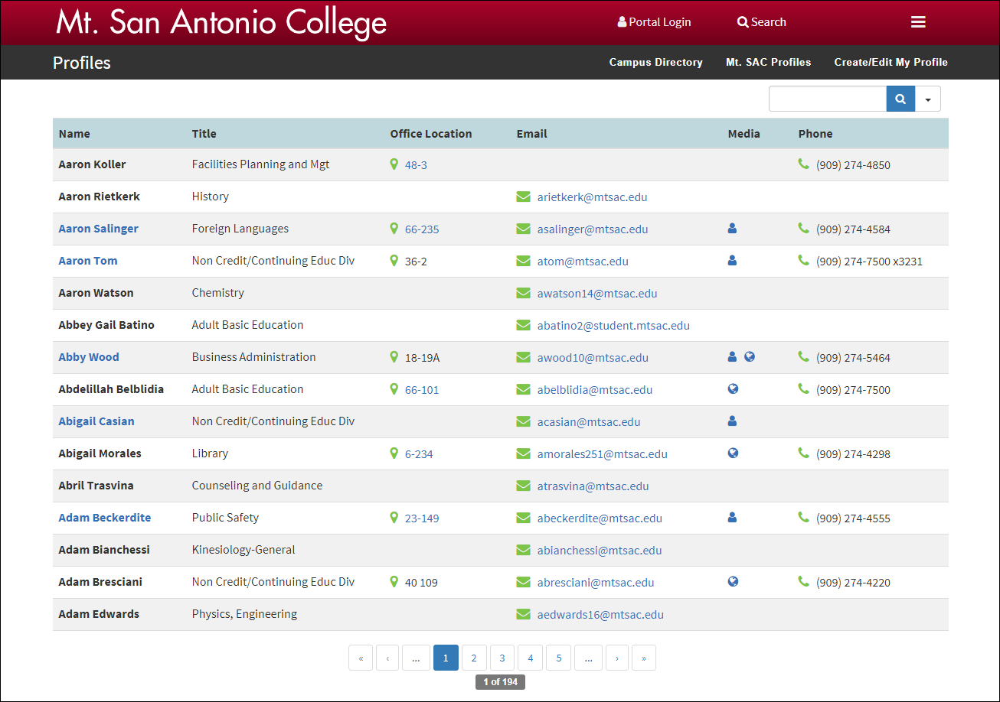 Mt. San Antonio College Portal Login Search
Profiles Campus Directory Mt. SAC Profiles Create/Edit My Profile
Name Title Office Location Email Media Phone
Aaron Koller Facilities Planning and Mgt 48-3 (909) 274-4850
Aaron Rietkerk History arietkerk@mtsac.edu
Aaron Salinger Foreign Languages 66-235 asalinger@mtsac.edu (909) 274-4584
Aaron Tom Non Credit/Continuing Educ Div 36-2 atom@mtsac.edu (909) 274-7500 x3231
Aaron Watson Chemistry awatson14@mtsac.edu
Abbey Gail Batino Adult Basic Education abatino2@student.mtsac.edu
Abby Wood Business Administration 18-19A awood10@mtsac.edu (909) 274-5464
Abdelillah Belblidia Adult Basic Education 66-101 abelblidia@mtsac.edu (909) 274-7500
Abigail Casian Non Credit/Continuing Educ Div acasian@mtsac.edu
Abigail Morales Library 6-234 amorales251@mtsac.edu (909) 274-4298
Abril Trasvina Counseling and Guidance atrasvina@mtsac.edu
Adam Beckerdite Public Safety 23-149 abeckerdite@mtsac.edu (909) 274-4555
Adam Bianchessi Kinesiology-General abianchessi@mtsac.edu
Adam Bresciani Non Credit/Continuing Educ Div 40 109 abresciani@mtsac.edu (909) 274-4220
Adam Edwards Physics, Engineering aedwards16@mtsac.edu
« ‹ ... 1 2 3 4 5 ... › »
1 of 194